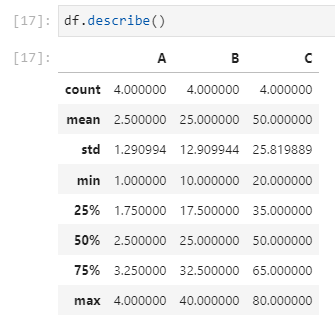 [17]: df.describe()
[17]:
A B C
count 4.000000 4.000000 4.000000
mean 2.500000 25.000000 50.000000
std 1.290994 12.909944 25.819889
min 1.000000 10.000000 20.000000
25% 1.750000 17.500000 35.000000
50% 2.500000 25.000000 50.000000
75% 3.250000 32.500000 65.000000
max 4.000000 40.000000 80.000000